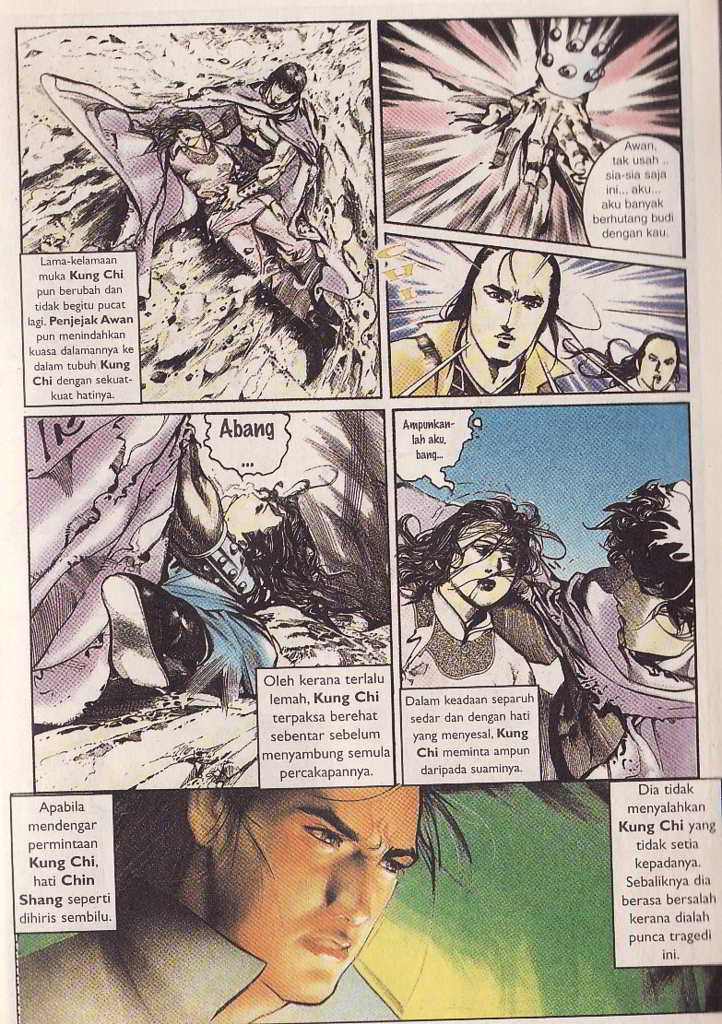 Lama-kelamaan
muka Kung Chi
pun berubah dan
tidak begitu pucat
lagi. Penjejak Awan
pun menindahkan
kuasa dalamannya ke
dalam tubuh Kung
Chi dengan sekuat-
kuat hatinya.
Awan,
tak usah ..
sia-sia saja
ini... aku...
aku banyak
berhutang budi
dengan kau.
Abang
...
Oleh kerana terlalu
lemah, Kung Chi
terpaksa berehat
sebentar sebelum
menyambung semula
percakapannya.
Ampunkan-
lah aku,
bang...
Dalam keadaan separuh
sedar dan dengan hati
yang menyesal, Kung
Chi meminta ampun
daripada suaminya.
Apabila
mendengar
permintaan
Kung Chi,
hati Chin
Shang seperti
dihiris sembilu.
Dia tidak
menyalahkan
Kung Chi yang
tidak setia
kepadanya.
Sebaliknya dia
berasa bersalah
kerana dialah
punca tragedi
ini.